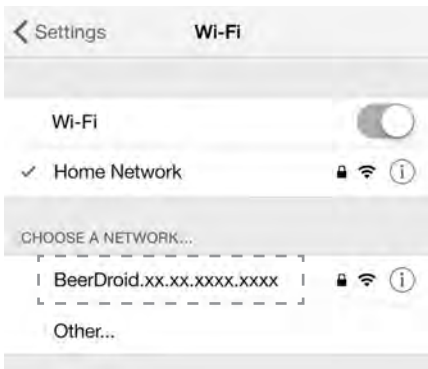 Settings Wi-Fi
Wi-Fi
Home Network
CHOOSE A NETWORK...
BeerDroid.xx.xx.xxxx.xxxx
Other...